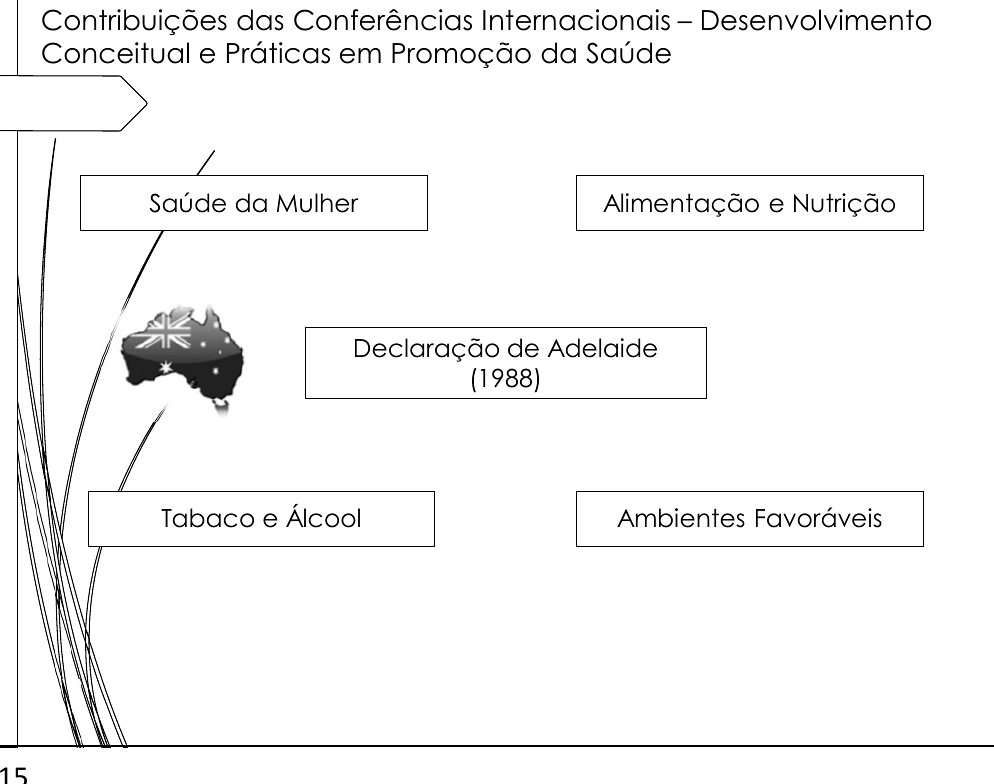 Contribuições das Conferências Internacionais – Desenvolvimento
Conceitual e Práticas em Promoção da Saúde
Saúde da Mulher
Alimentação e Nutrição
Declaração de Adelaide
(1988)
Tabaco e Álcool
Ambientes Favoráveis
15